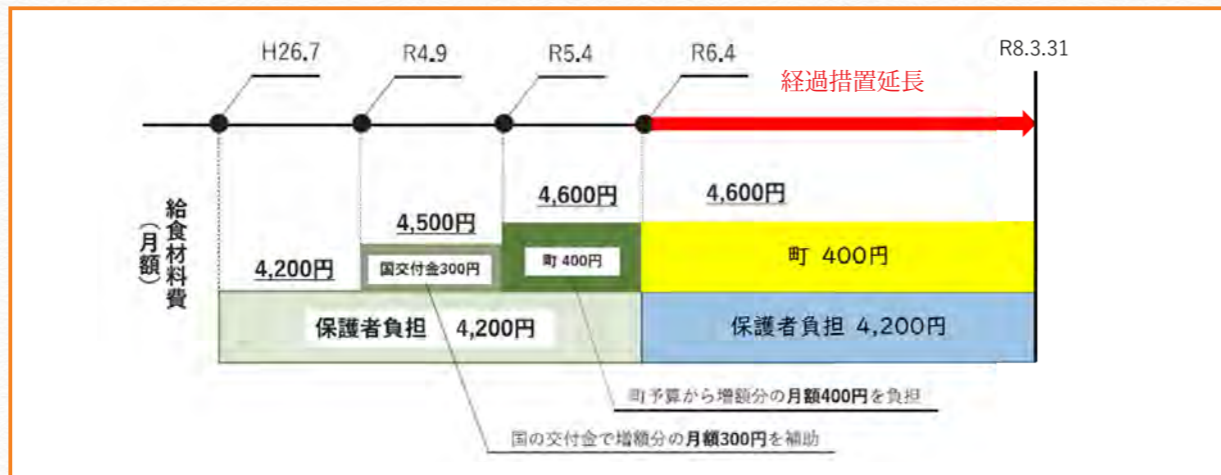 H26.7
R4.9
R5.4
R6.4
R8.3.31
経過措置延長
給食材料費
（月額）
4,200円
4,500円
4,600円
4,600円
国交付金300円
町 400円
町 400円
保護者負担 4,200円
保護者負担 4,200円
町予算から増額分の月額400円を負担
国の交付金で増額分の月額300円を補助